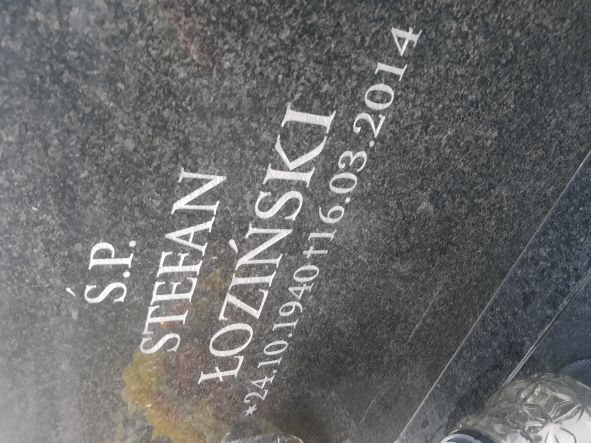 Ś.P.
STEFAN
ŁOZIŃSKI
*24.10.1940 †16.03.2014